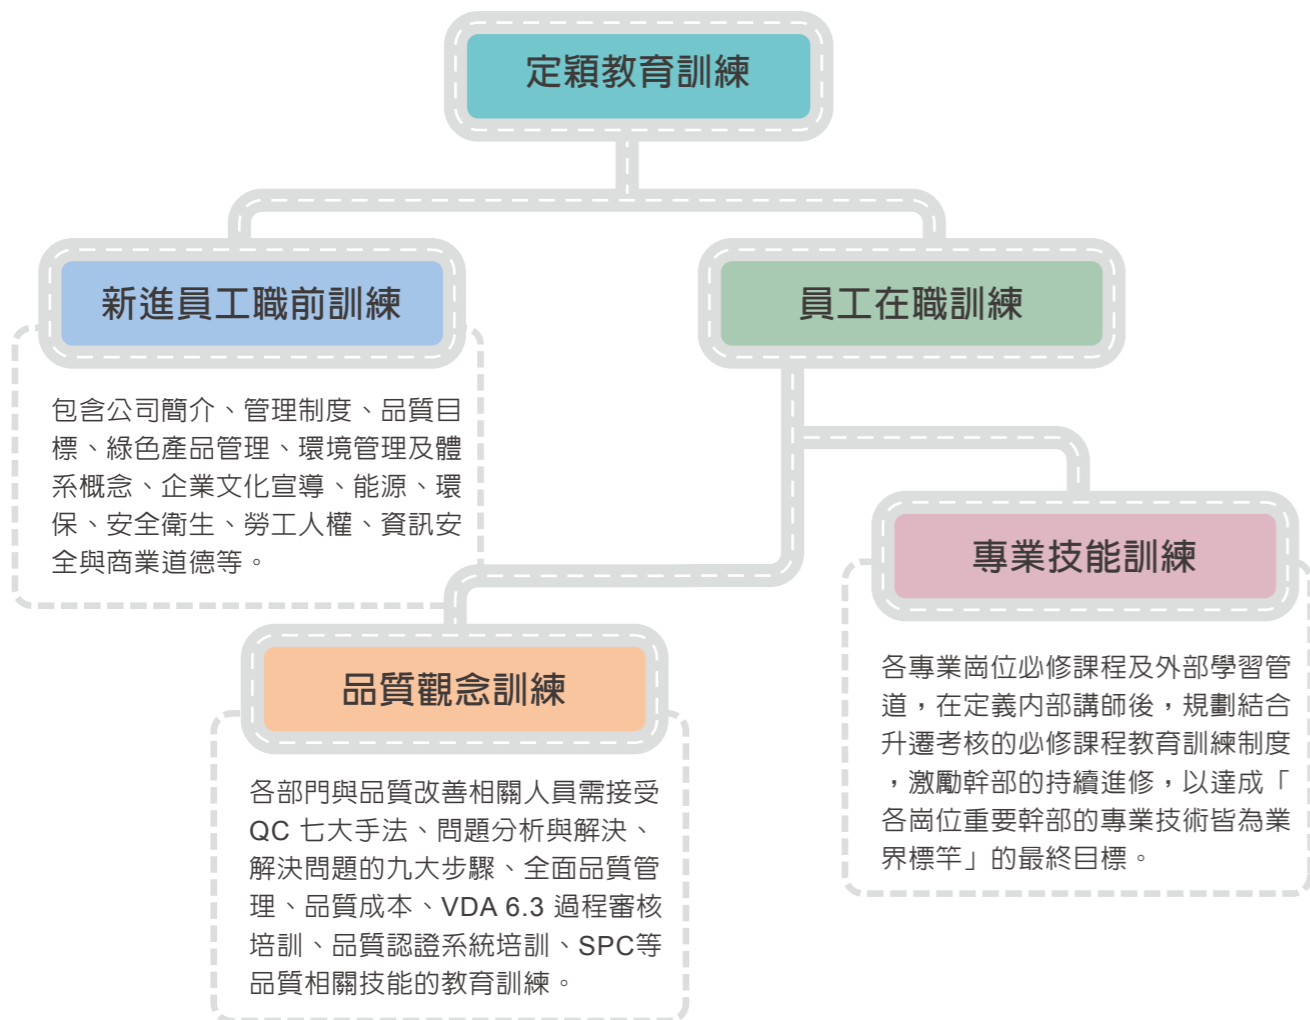 定穎教育訓練
新進員工職前訓練
包含公司簡介、管理制度、品質目
標、綠色產品管理、環境管理及體
系概念、企業文化宣導、能源、環
保、安全衛生、勞工人權、資訊安
全與商業道德等。
員工在職訓練
專業技能訓練
各專業崗位必修課程及外部學習管
道，在定義內部講師後，規劃結合
升遷考核的必修課程教育訓練制度
，激勵幹部的持續進修，以達成「
各崗位重要幹部的專業技術皆為業
界標竿」的最終目標。
品質觀念訓練
各部門與品質改善相關人員需接受
QC 七大手法、問題分析與解決、
解決問題的九大步驟、全面品質管
理、品質成本、VDA 6.3 過程審核
培訓、品質認證系統培訓、SPC等
品質相關技能的教育訓練。